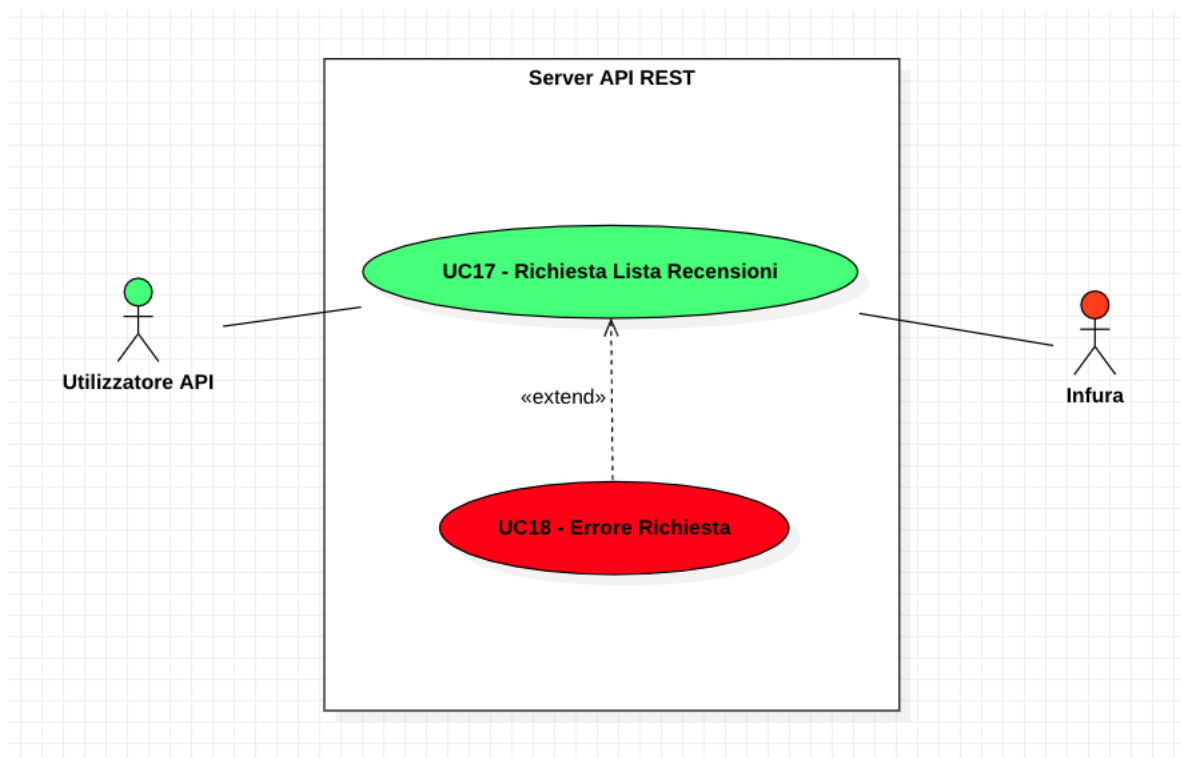 Server API REST
UC17 - Richiesta Lista Recensioni
Utilizzatore API
Infura
«extend»
UC18 - Errore Richiesta